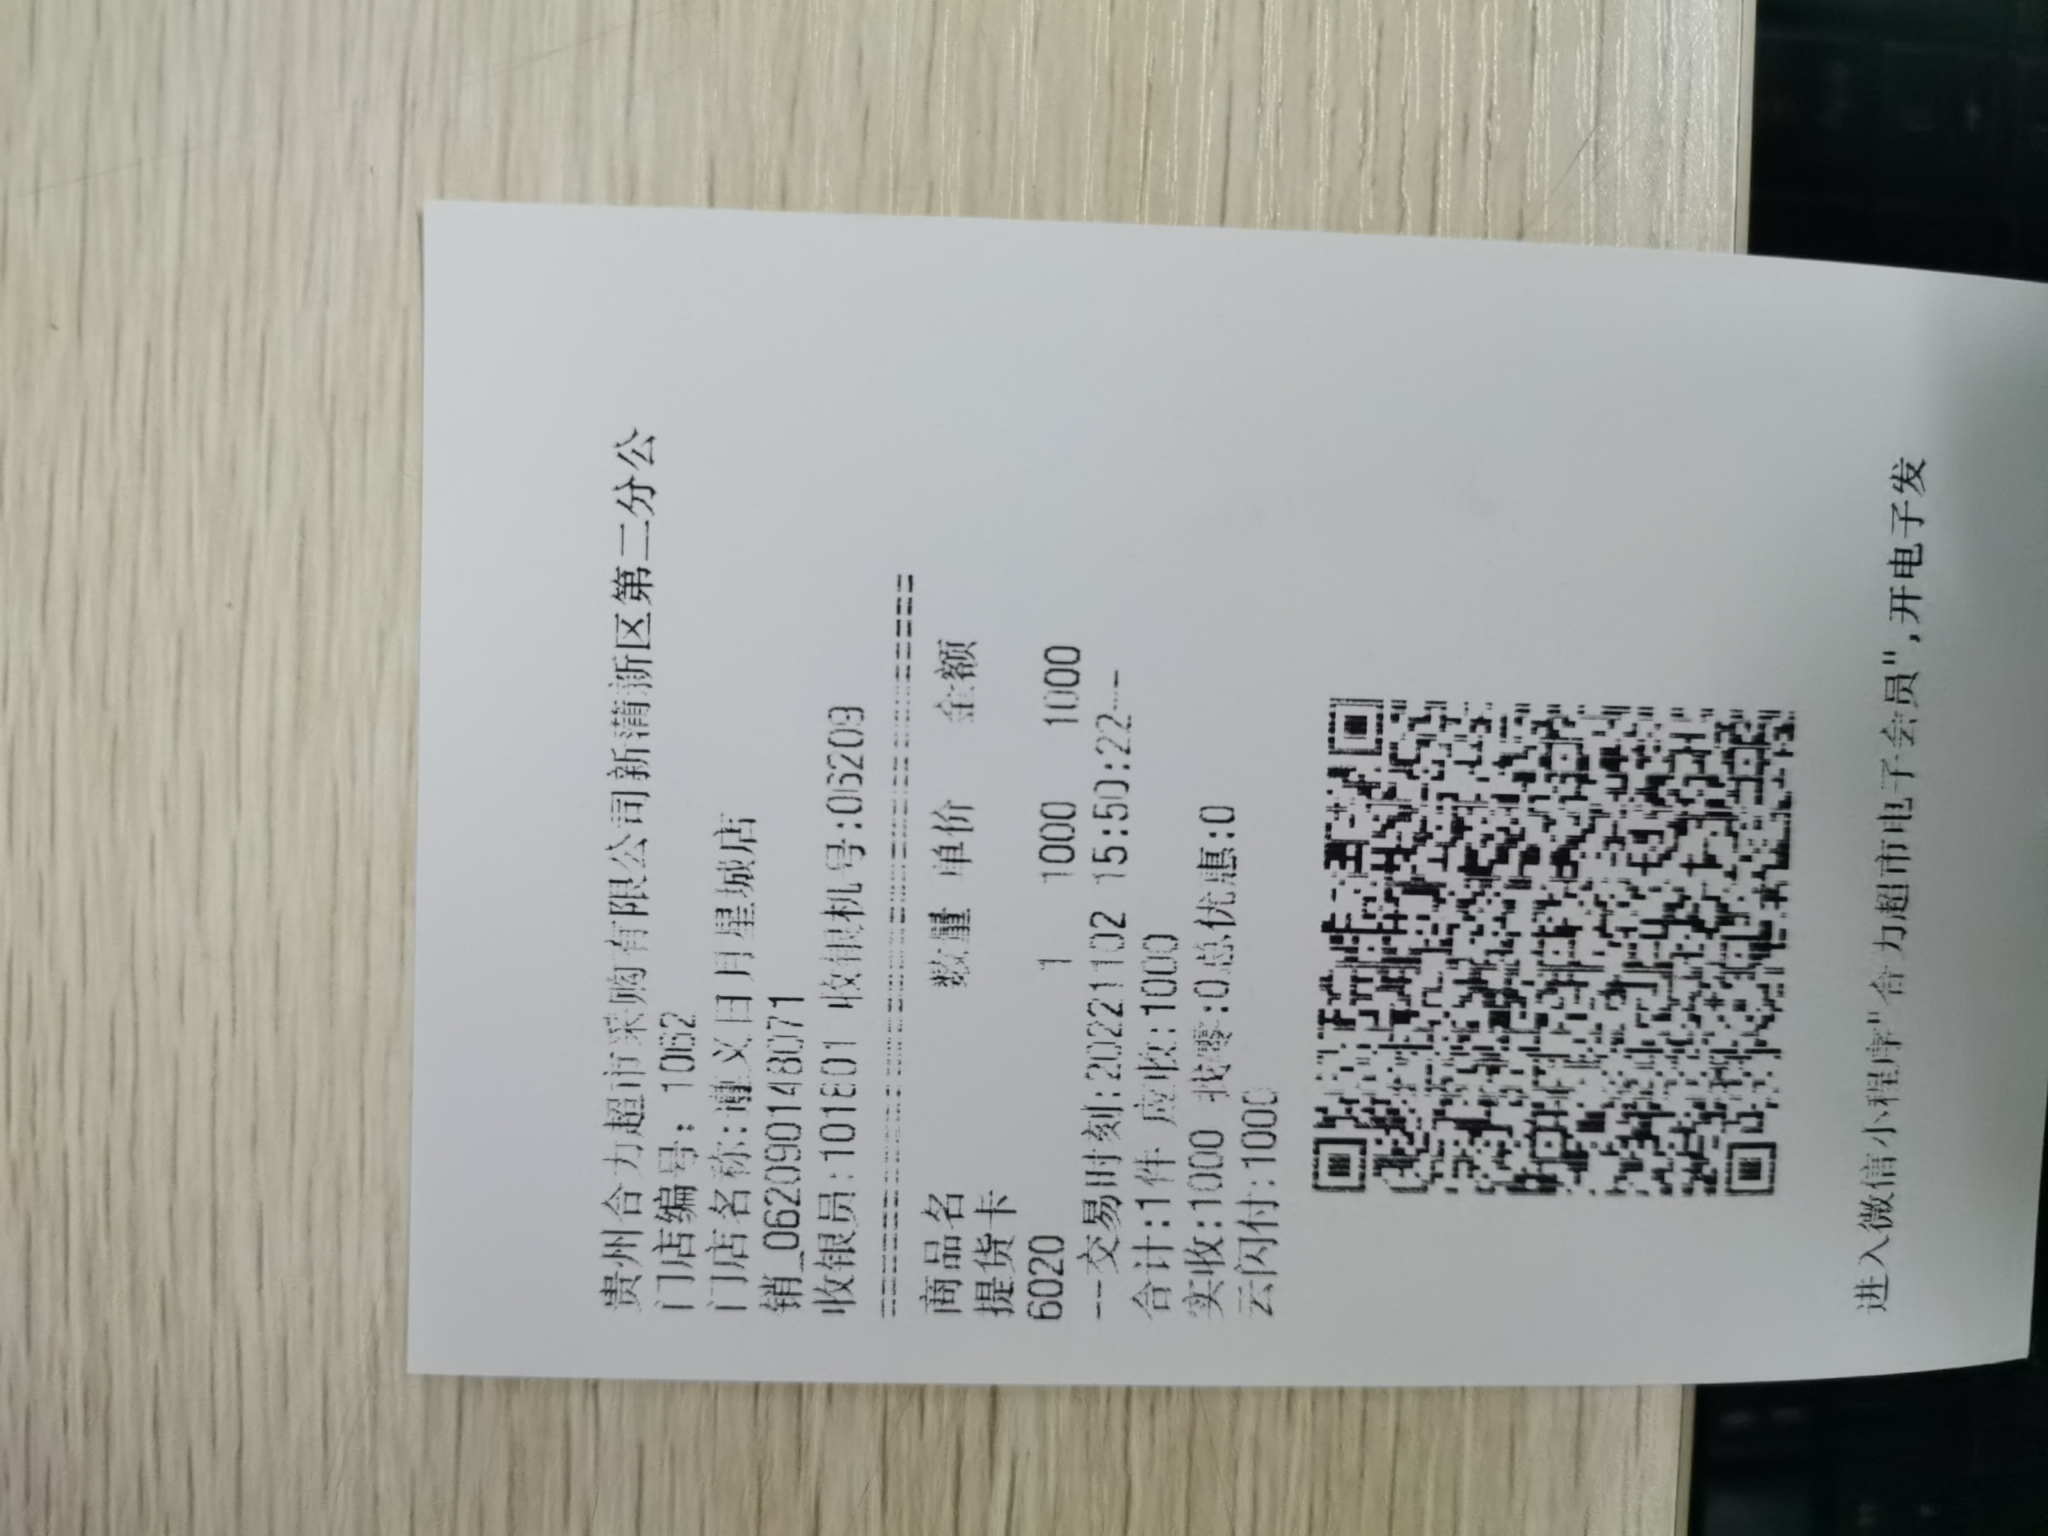 贵州合力超市采购有限公司新蒲新区第二分公
门店编号: 1062
门店名称:遵义日月星城店
销_0620901480071
收银员:101801 收银机号:06209
========================================
商品名 数量 单价 金额
提货卡
6020 1 1000 1000
--交易时刻:20221102 15:50:22--
合计:1件 应收:1000
实收:1000 找零:0总优惠:0
云闪付:1000
进入微信小程序"合力超市电子会员",开电子发